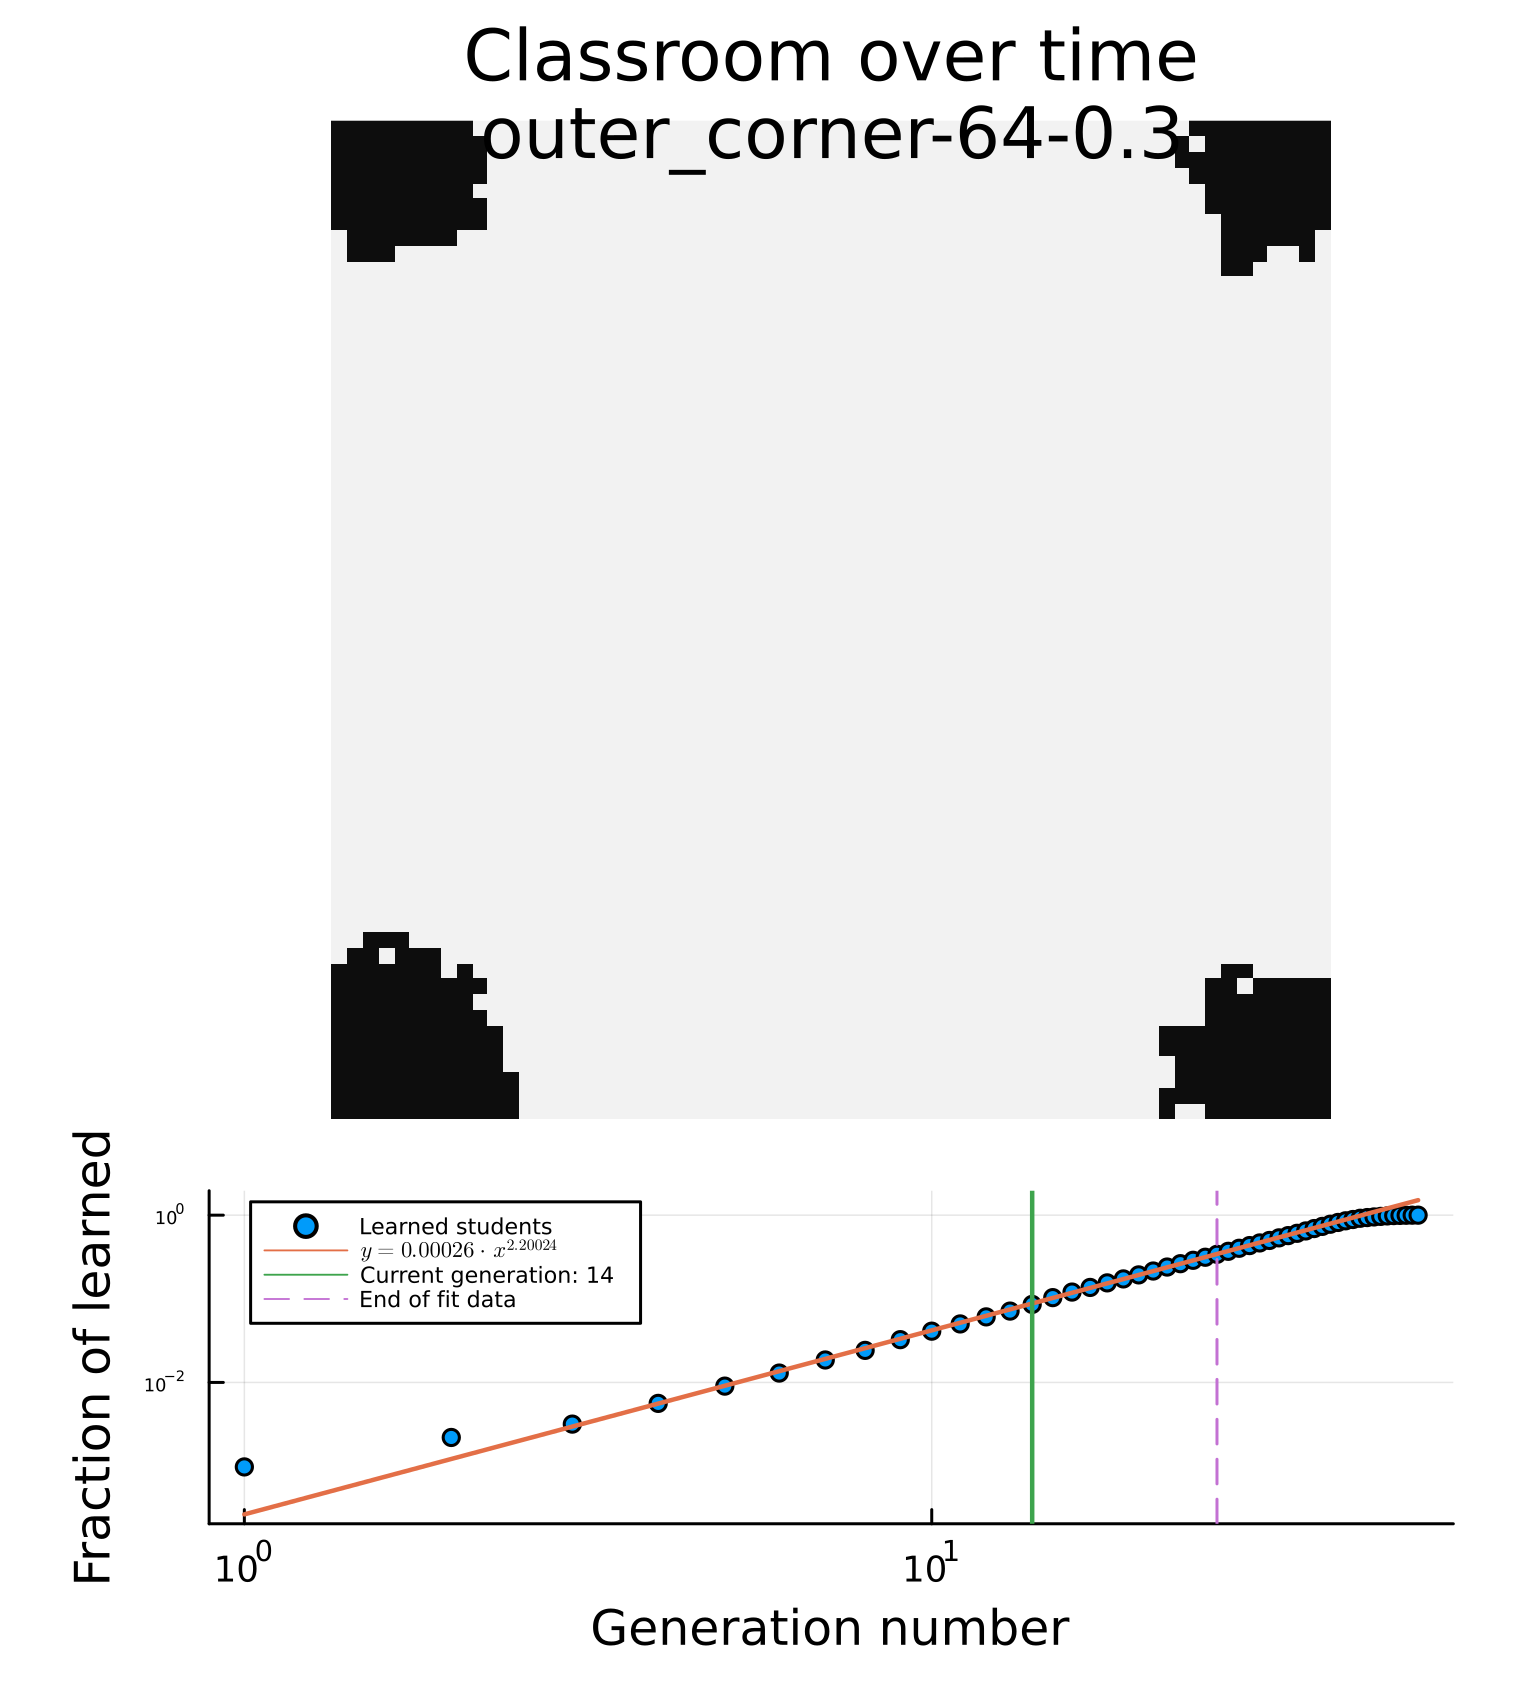 Classroom over time
outer_corner-64-0.3
Fraction of learned
10^0
10^-2
Learned students
y = 0.00026 · x^2.20024
Current generation: 14
End of fit data
10^0
10^1
Generation number